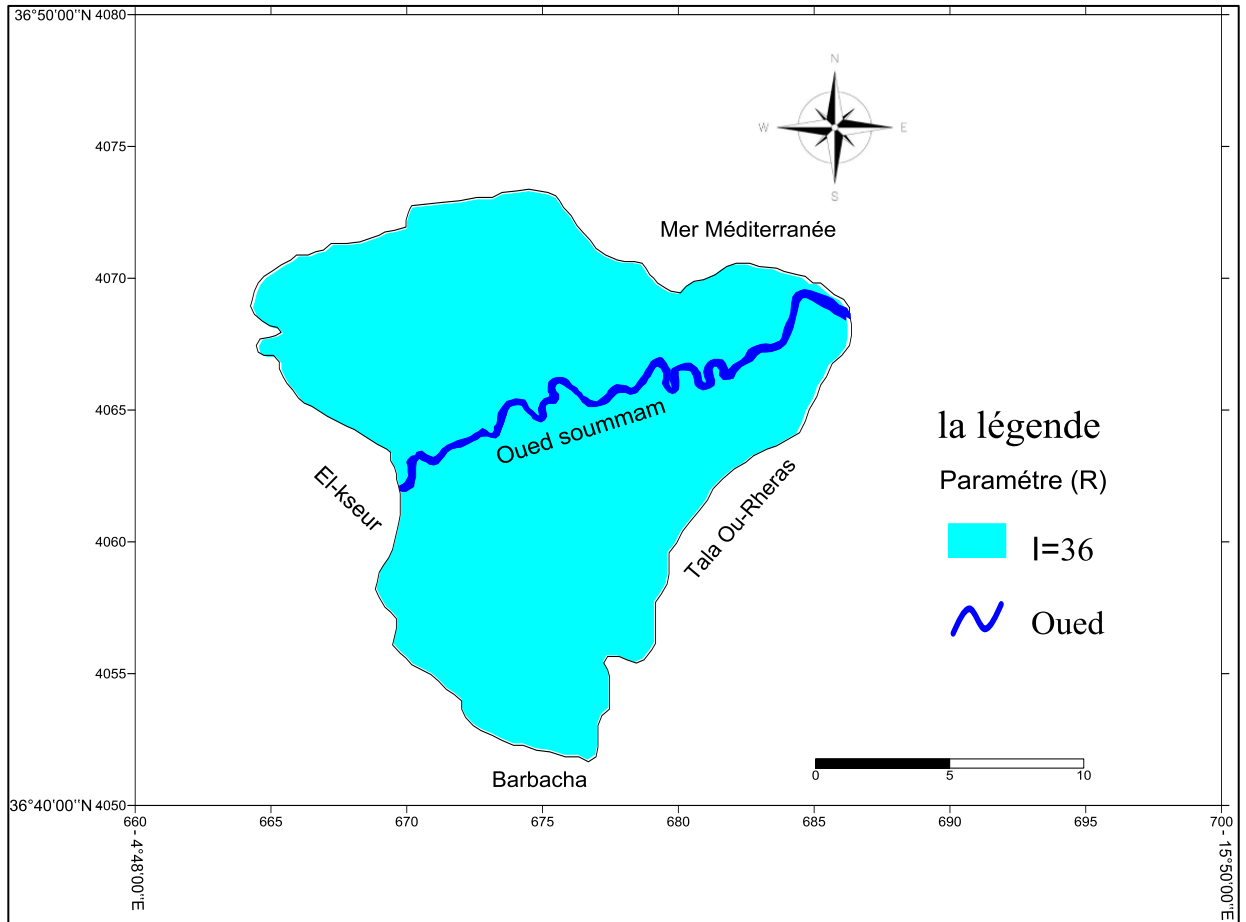 36°50'00''N 4080
N
W E
S
4075
Mer Méditerranée
4070
4065
Oued soummam
la légende
Paramétre (R)
El-kseur
Tala Ou-Rheras
4060
I=36
Oued
4055
Barbacha
0 5 10
36°40'00''N 4050
660 665 670 675 680 685 690 695 700
- 4°48'00''E
- 15°50'00''E